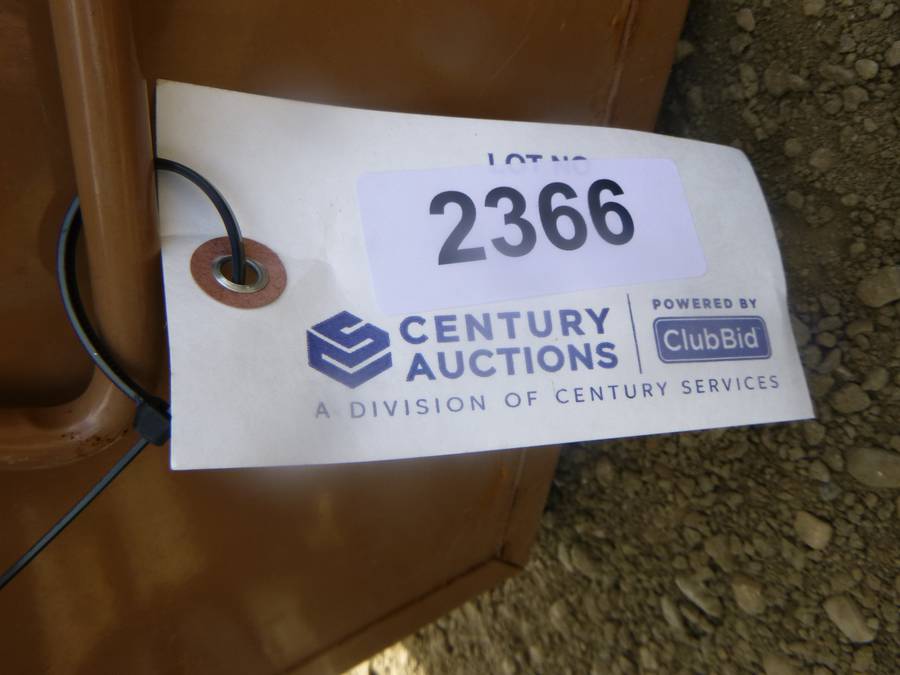 LOT NO
2366
CENTURY
AUCTIONS
POWERED BY
ClubBid
A DIVISION OF CENTURY SERVICES